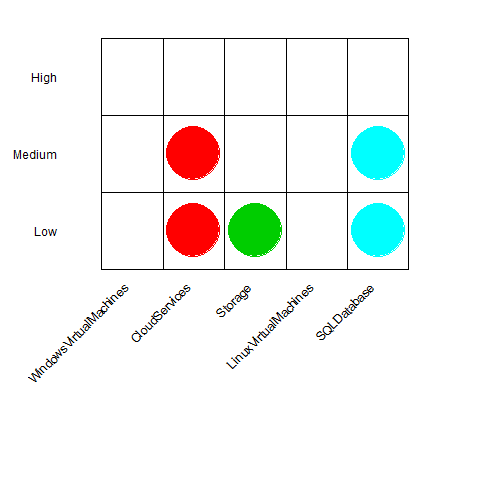 High
Medium
Low
WindowsVirtualMachines
CloudServices
Storage
LinuxVirtualMachines
SQLDatabase